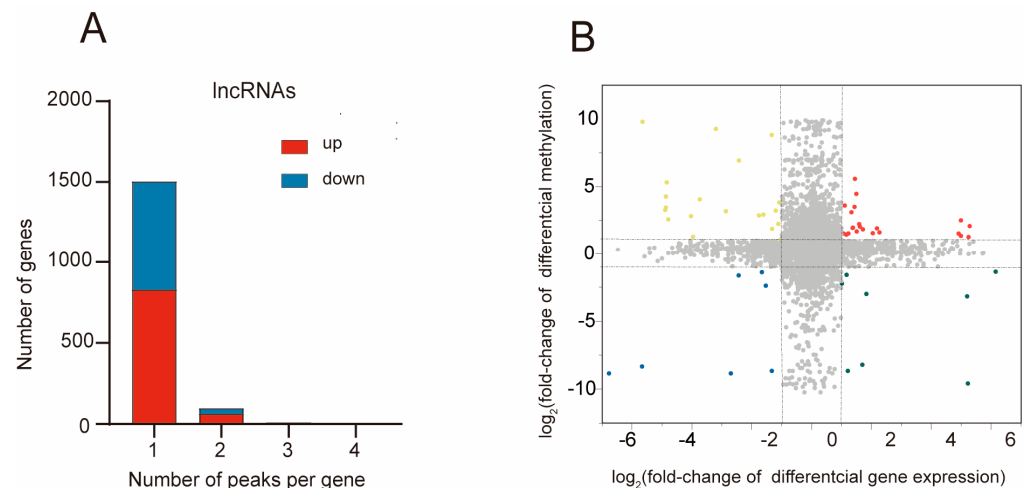 A
lncRNAs
2000
1500
1000
500
0
up
down
1 2 3 4
Number of genes
Number of peaks per gene
B
10
5
0
-5
-10
-6 -4 -2 0 2 4 6
log2(fold-change of differentcial methylation)
log2(fold-change of differentcial gene expression)